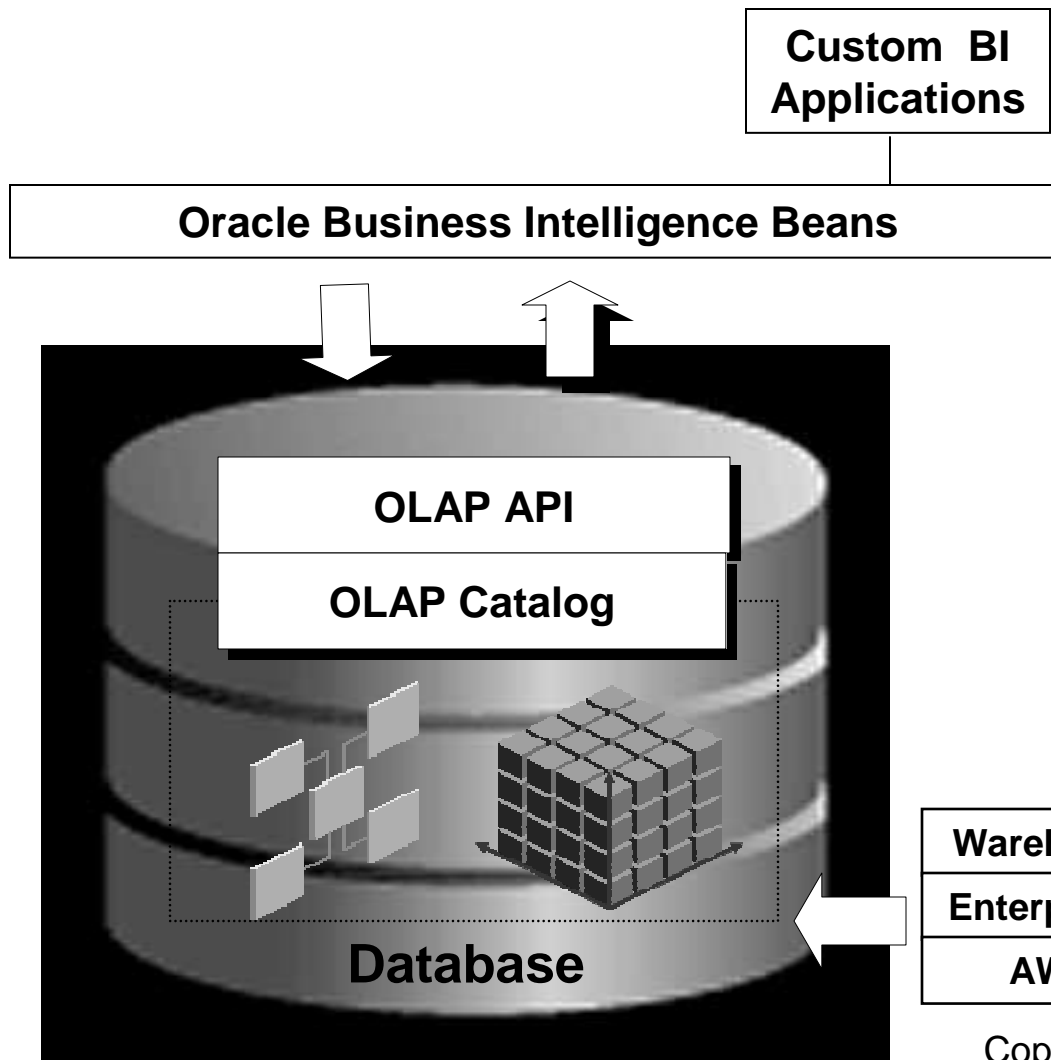 Custom BI
Applications
Oracle Business Intelligence Beans
OLAP API
OLAP Catalog
Database